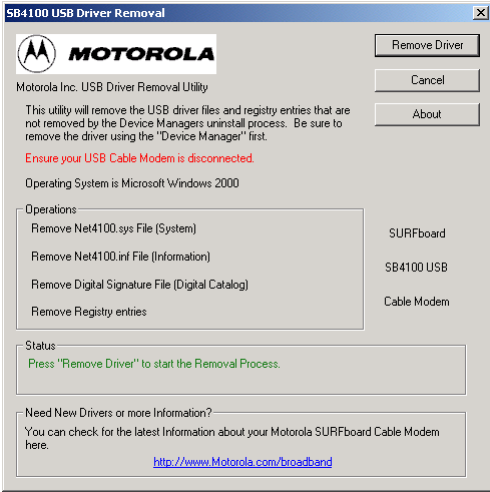 SB4100 USB Driver Removal
MOTOROLA
Remove Driver
Cancel
About
Motorola Inc. USB Driver Removal Utility
This utility will remove the USB driver files and registry entries that are
not removed by the Device Managers uninstall process. Be sure to
remove the driver using the "Device Manager" first.
Ensure your USB Cable Modem is disconnected.
Operating System is Microsoft Windows 2000
Operations
Remove Net4100.sys File (System)
Remove Net4100.inf File (Information)
Remove Digital Signature File (Digital Catalog)
Remove Registry entries
SURFboard
SB4100 USB
Cable Modem
Status
Press "Remove Driver" to start the Removal Process.
Need New Drivers or more Information?
You can check for the latest Information about your Motorola SURFboard Cable Modem
here.
http://www.Motorola.com/broadband